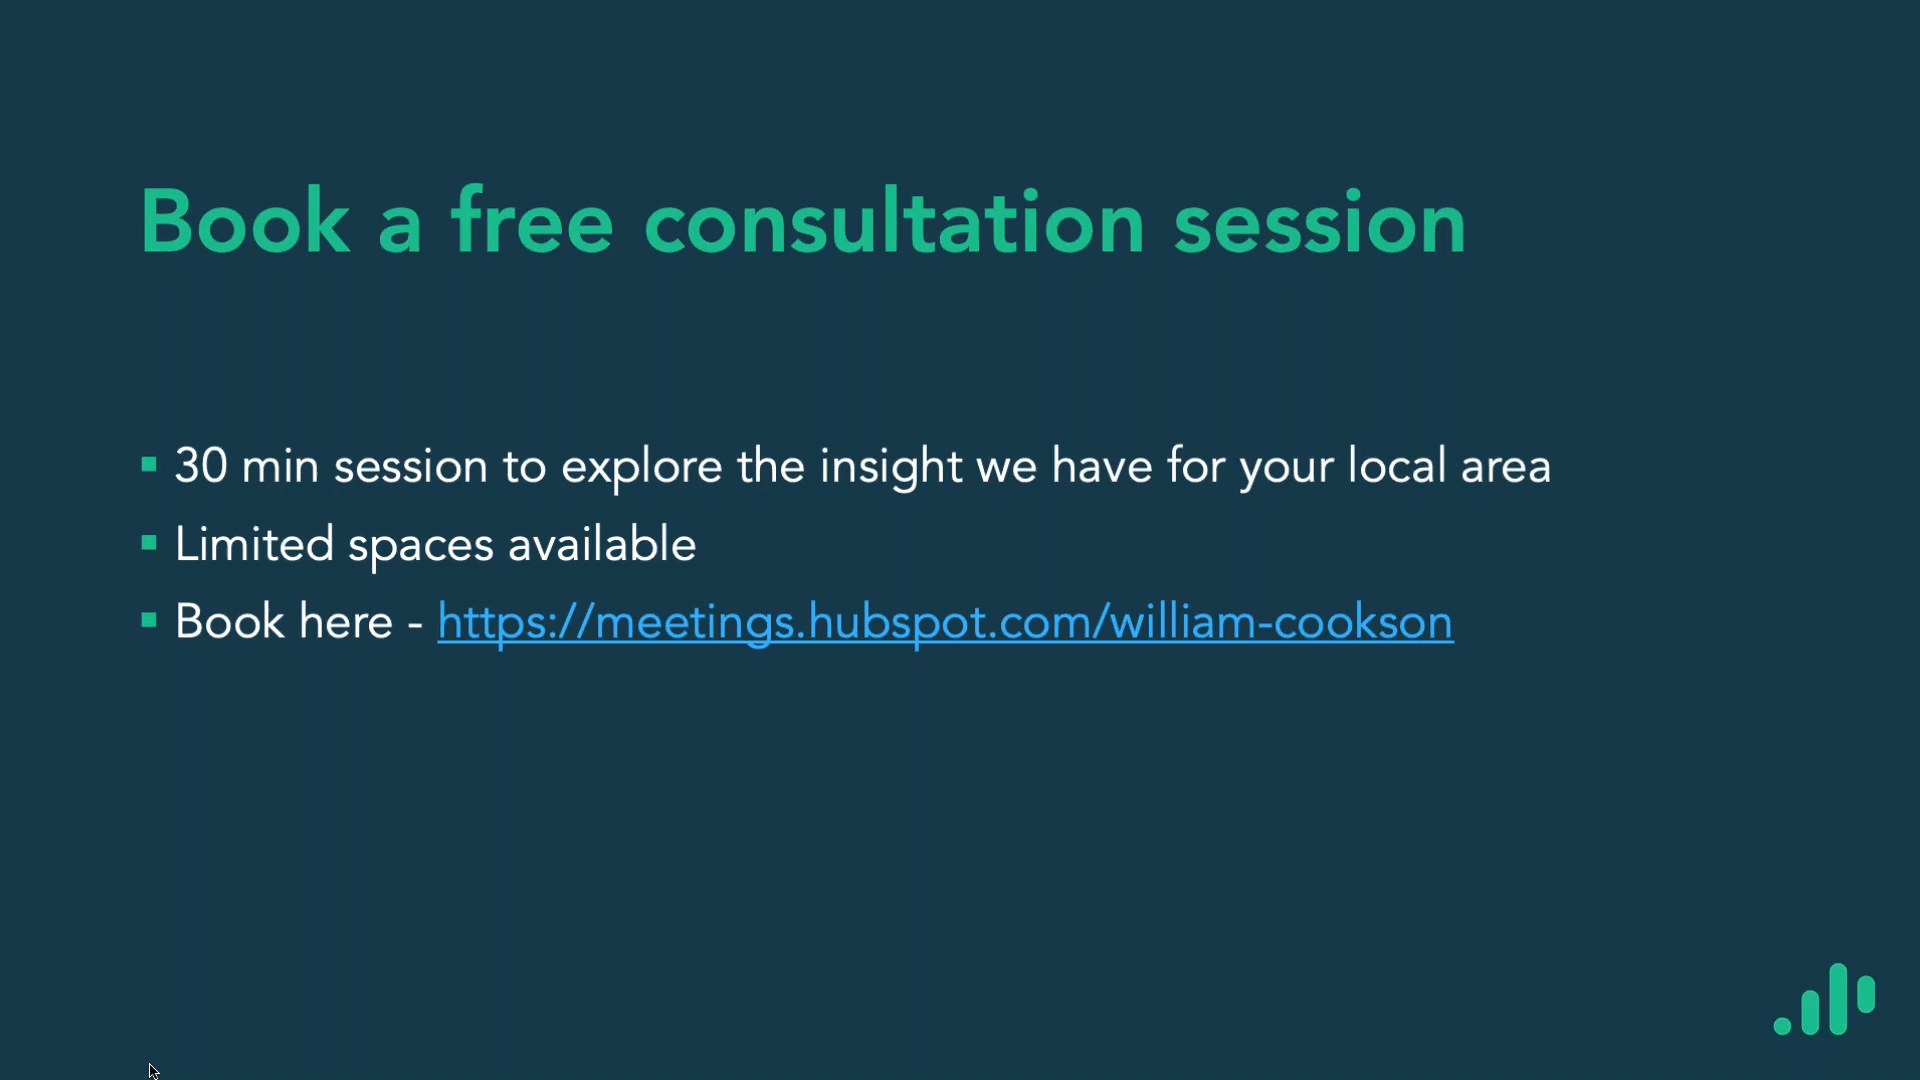 Book a free consultation session
30 min session to explore the insight we have for your local area
Limited spaces available
Book here - https://meetings.hubspot.com/william-cookson